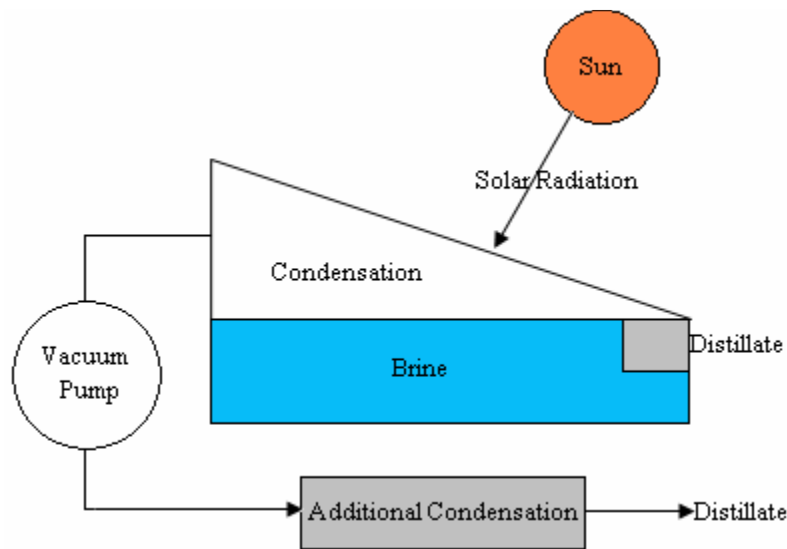 Sun
Solar Radiation
Condensation
Vacuum
Pump
Brine
Distillate
Additional Condensation
Distillate